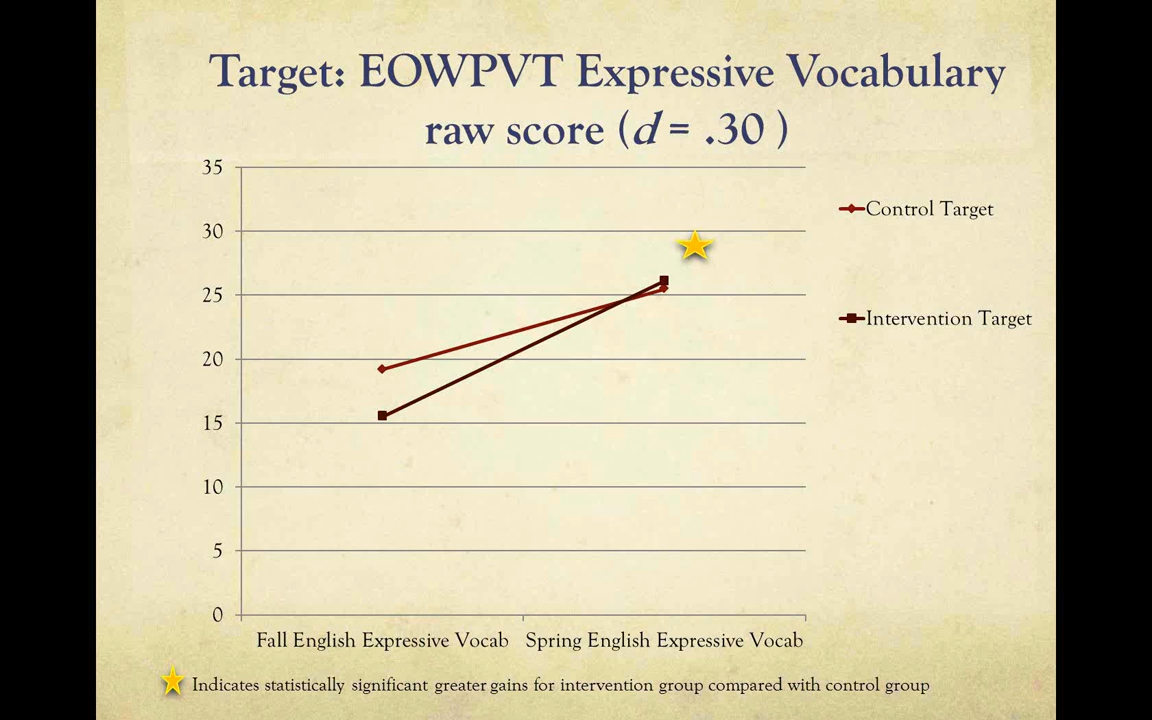 Target: EOWPVT Expressive Vocabulary
raw score (d = .30 )
35
30
25
20
15
10
5
0
Control Target
Intervention Target
Fall English Expressive Vocab
Spring English Expressive Vocab
Indicates statistically significant greater gains for intervention group compared with control group